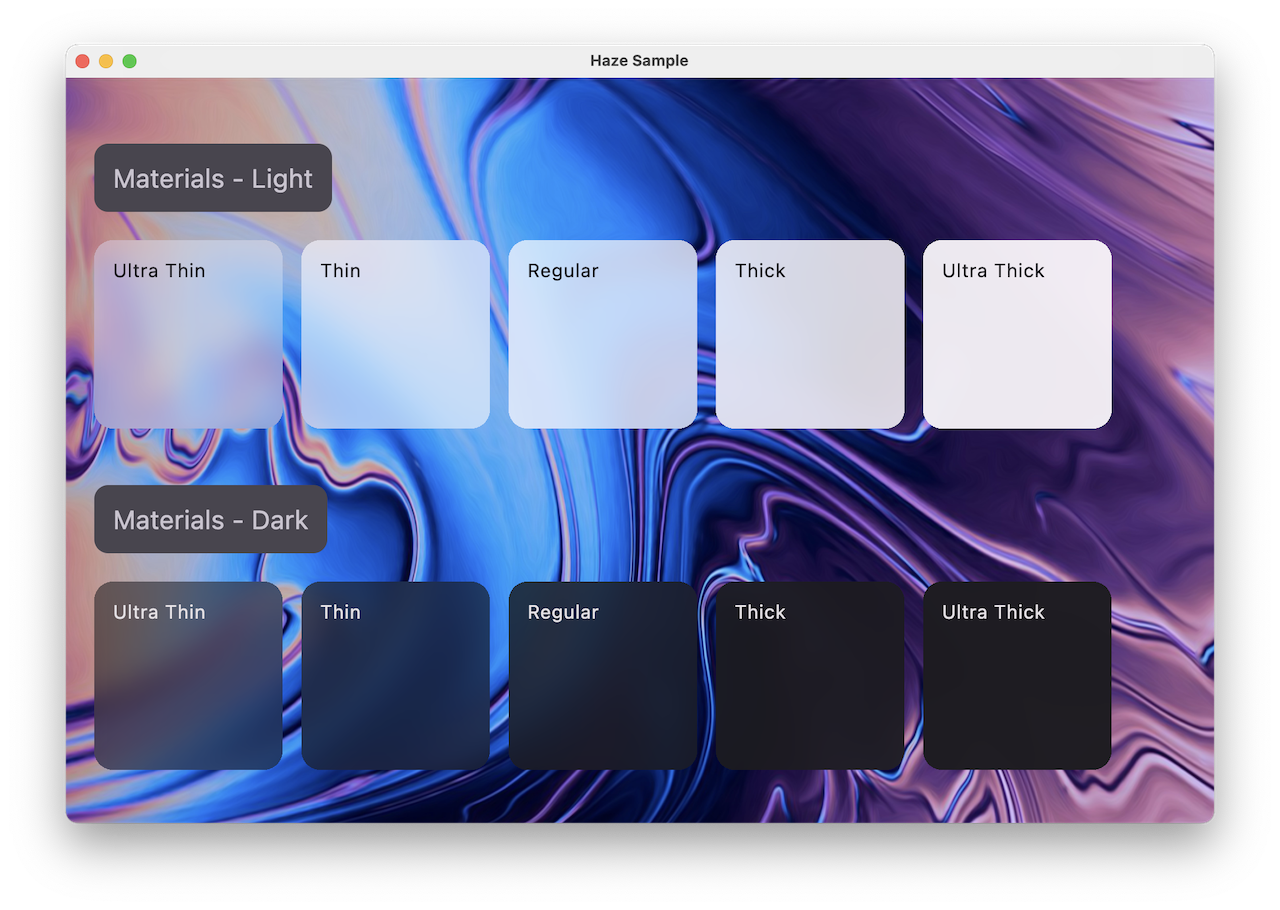 Haze Sample
Materials - Light
Ultra Thin
Thin
Regular
Thick
Ultra Thick
Materials - Dark
Ultra Thin
Thin
Regular
Thick
Ultra Thick